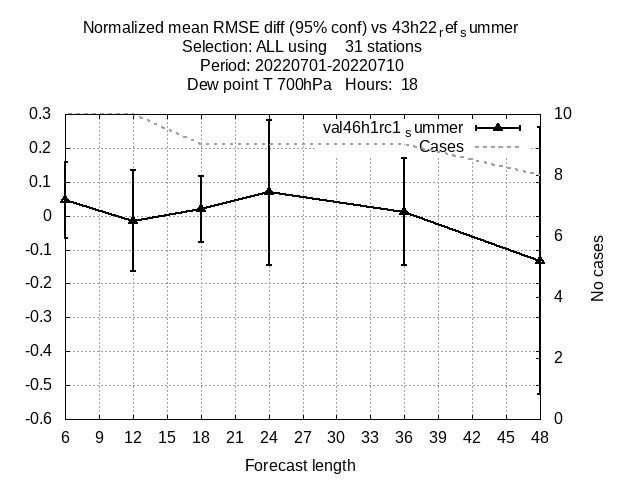 Normalized mean RMSE diff (95% conf) vs 43h22refsummer
Selection: ALL using 31 stations
Period: 20220701-20220710
Dew point T 700hPa Hours: 18
val46h1rc1summer
Cases
0.3
0.2
0.1
0
-0.1
-0.2
-0.3
-0.4
-0.5
-0.6
10
8
6
4
2
0
No cases
6 9 12 15 18 21 24 27 30 33 36 39 42 45 48
Forecast length